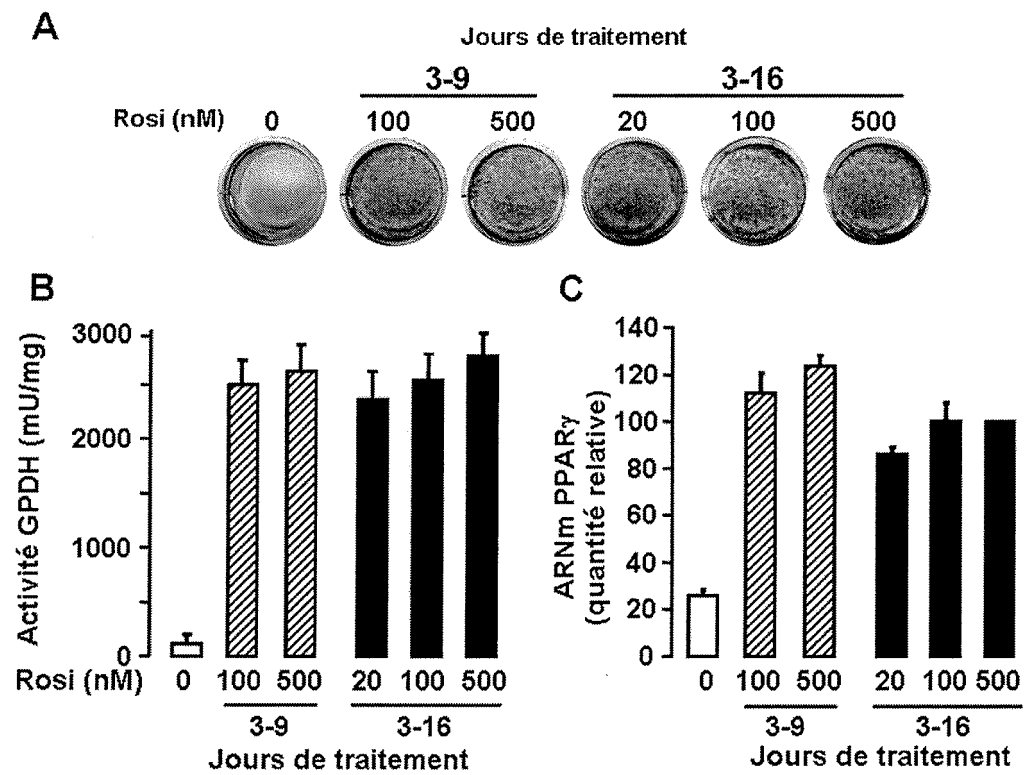 A
Jours de traitement
3-9 3-16
Rosi (nM) 0 100 500 20 100 500
B
Activité GPDH (mU/mg)
3000
2000
1000
0
Rosi (nM) 0 100 500 20 100 500
3-9 3-16
Jours de traitement
C
ARNm PPARγ
(quantité relative)
140
120
100
80
60
40
20
0
0 100 500 20 100 500
3-9 3-16
Jours de traitement